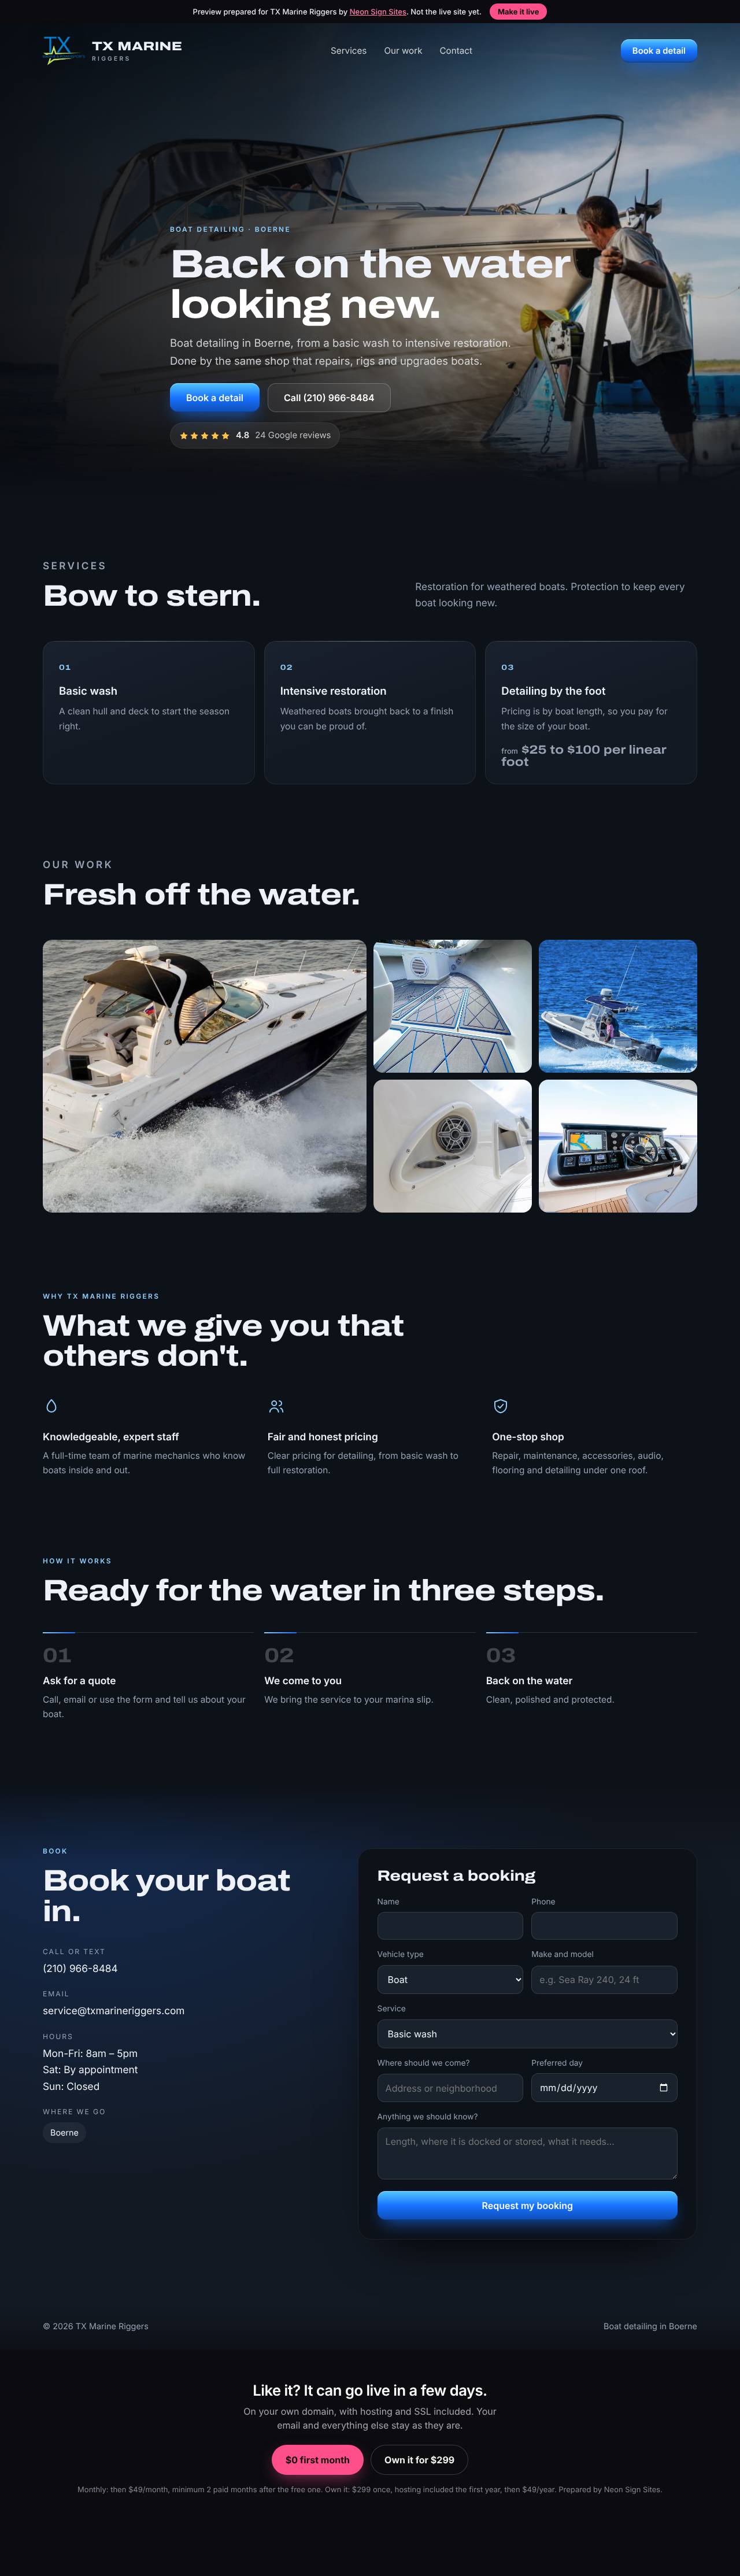 Preview prepared for TX Marine Riggers by Neon Sign Sites. Not the live site yet. Make it live
TX
TX MARINE
RIGGERS
Services Our work Contact
Book a detail
BOAT DETAILING · BOERNE
Back on the water
looking new.
Boat detailing in Boerne, from a basic wash to intensive restoration.
Done by the same shop that repairs, rigs and upgrades boats.
Book a detail
Call (210) 966-8484
4.8 24 Google reviews
SERVICES
Bow to stern.
Restoration for weathered boats. Protection to keep every
boat looking new.
01
Basic wash
A clean hull and deck to start the season
right.
02
Intensive restoration
Weathered boats brought back to a finish
you can be proud of.
03
Detailing by the foot
Pricing is by boat length, so you pay for
the size of your boat.
from $25 to $100 per linear
foot
OUR WORK
Fresh off the water.
WHY TX MARINE RIGGERS
What we give you that
others don't.
Knowledgeable, expert staff
A full-time team of marine mechanics who know
boats inside and out.
Fair and honest pricing
Clear pricing for detailing, from basic wash to
full restoration.
One-stop shop
Repair, maintenance, accessories, audio,
flooring and detailing under one roof.
HOW IT WORKS
Ready for the water in three steps.
01
Ask for a quote
Call, email or use the form and tell us about your
boat.
02
We come to you
We bring the service to your marina slip.
03
Back on the water
Clean, polished and protected.
BOOK
Book your boat
in.
CALL OR TEXT
(210) 966-8484
EMAIL
service@txmarineriggers.com
HOURS
Mon-Fri: 8am – 5pm
Sat: By appointment
Sun: Closed
WHERE WE GO
Boerne
Request a booking
Name
Phone
Vehicle type
Boat
Make and model
e.g. Sea Ray 240, 24 ft
Service
Basic wash
Where should we come?
Address or neighborhood
Preferred day
mm/dd/yyyy
Anything we should know?
Length, where it is docked or stored, what it needs...
Request my booking
© 2026 TX Marine Riggers
Boat detailing in Boerne
Like it? It can go live in a few days.
On your own domain, with hosting and SSL included. Your
email and everything else stay as they are.
$0 first month
Own it for $299
Monthly: then $49/month, minimum 2 paid months after the free one. Own it: $299 once, hosting included the first year, then $49/year. Prepared by Neon Sign Sites.